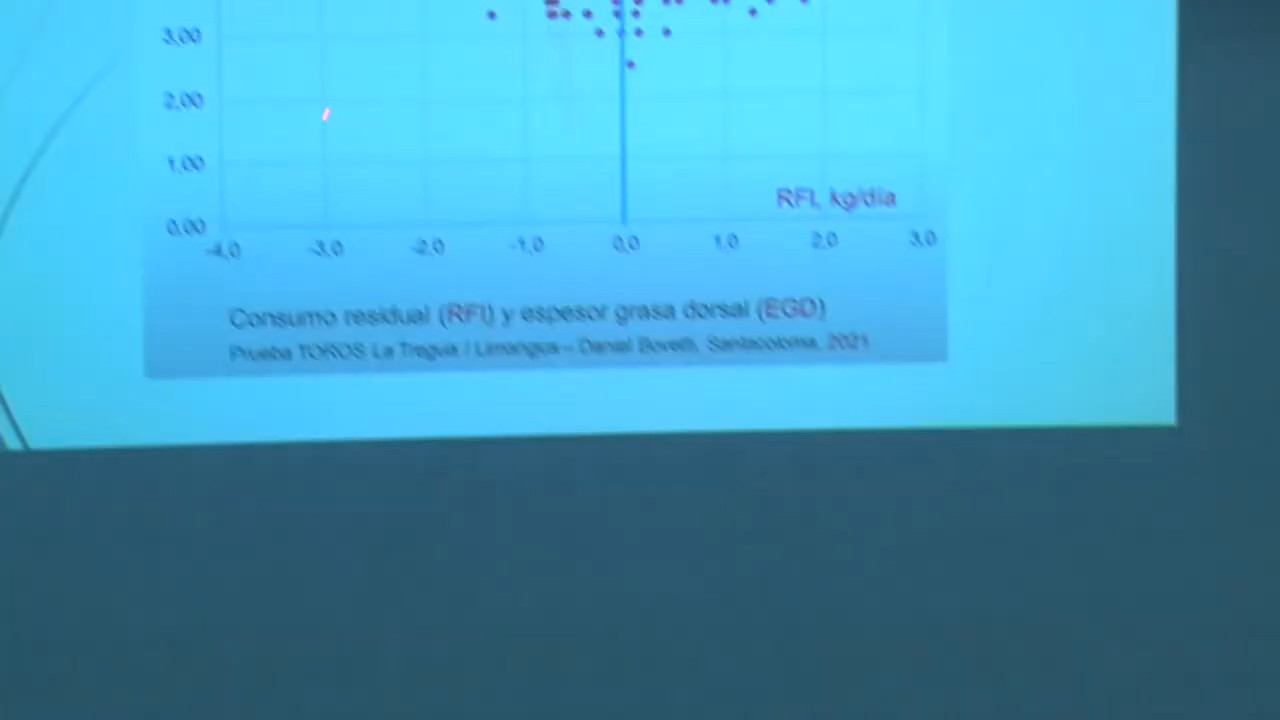 3,00
2,00
1,00
0,00
-4,0 -3,0 -2,0 -1,0 0,0 1,0 2,0 3,0
RFI, kg/día
Consumo residual (RFI) y espesor grasa dorsal (EGD)
Prueba TOROS La Tregua / Limangus – Daniel Bovetti, Santacoloma, 2021